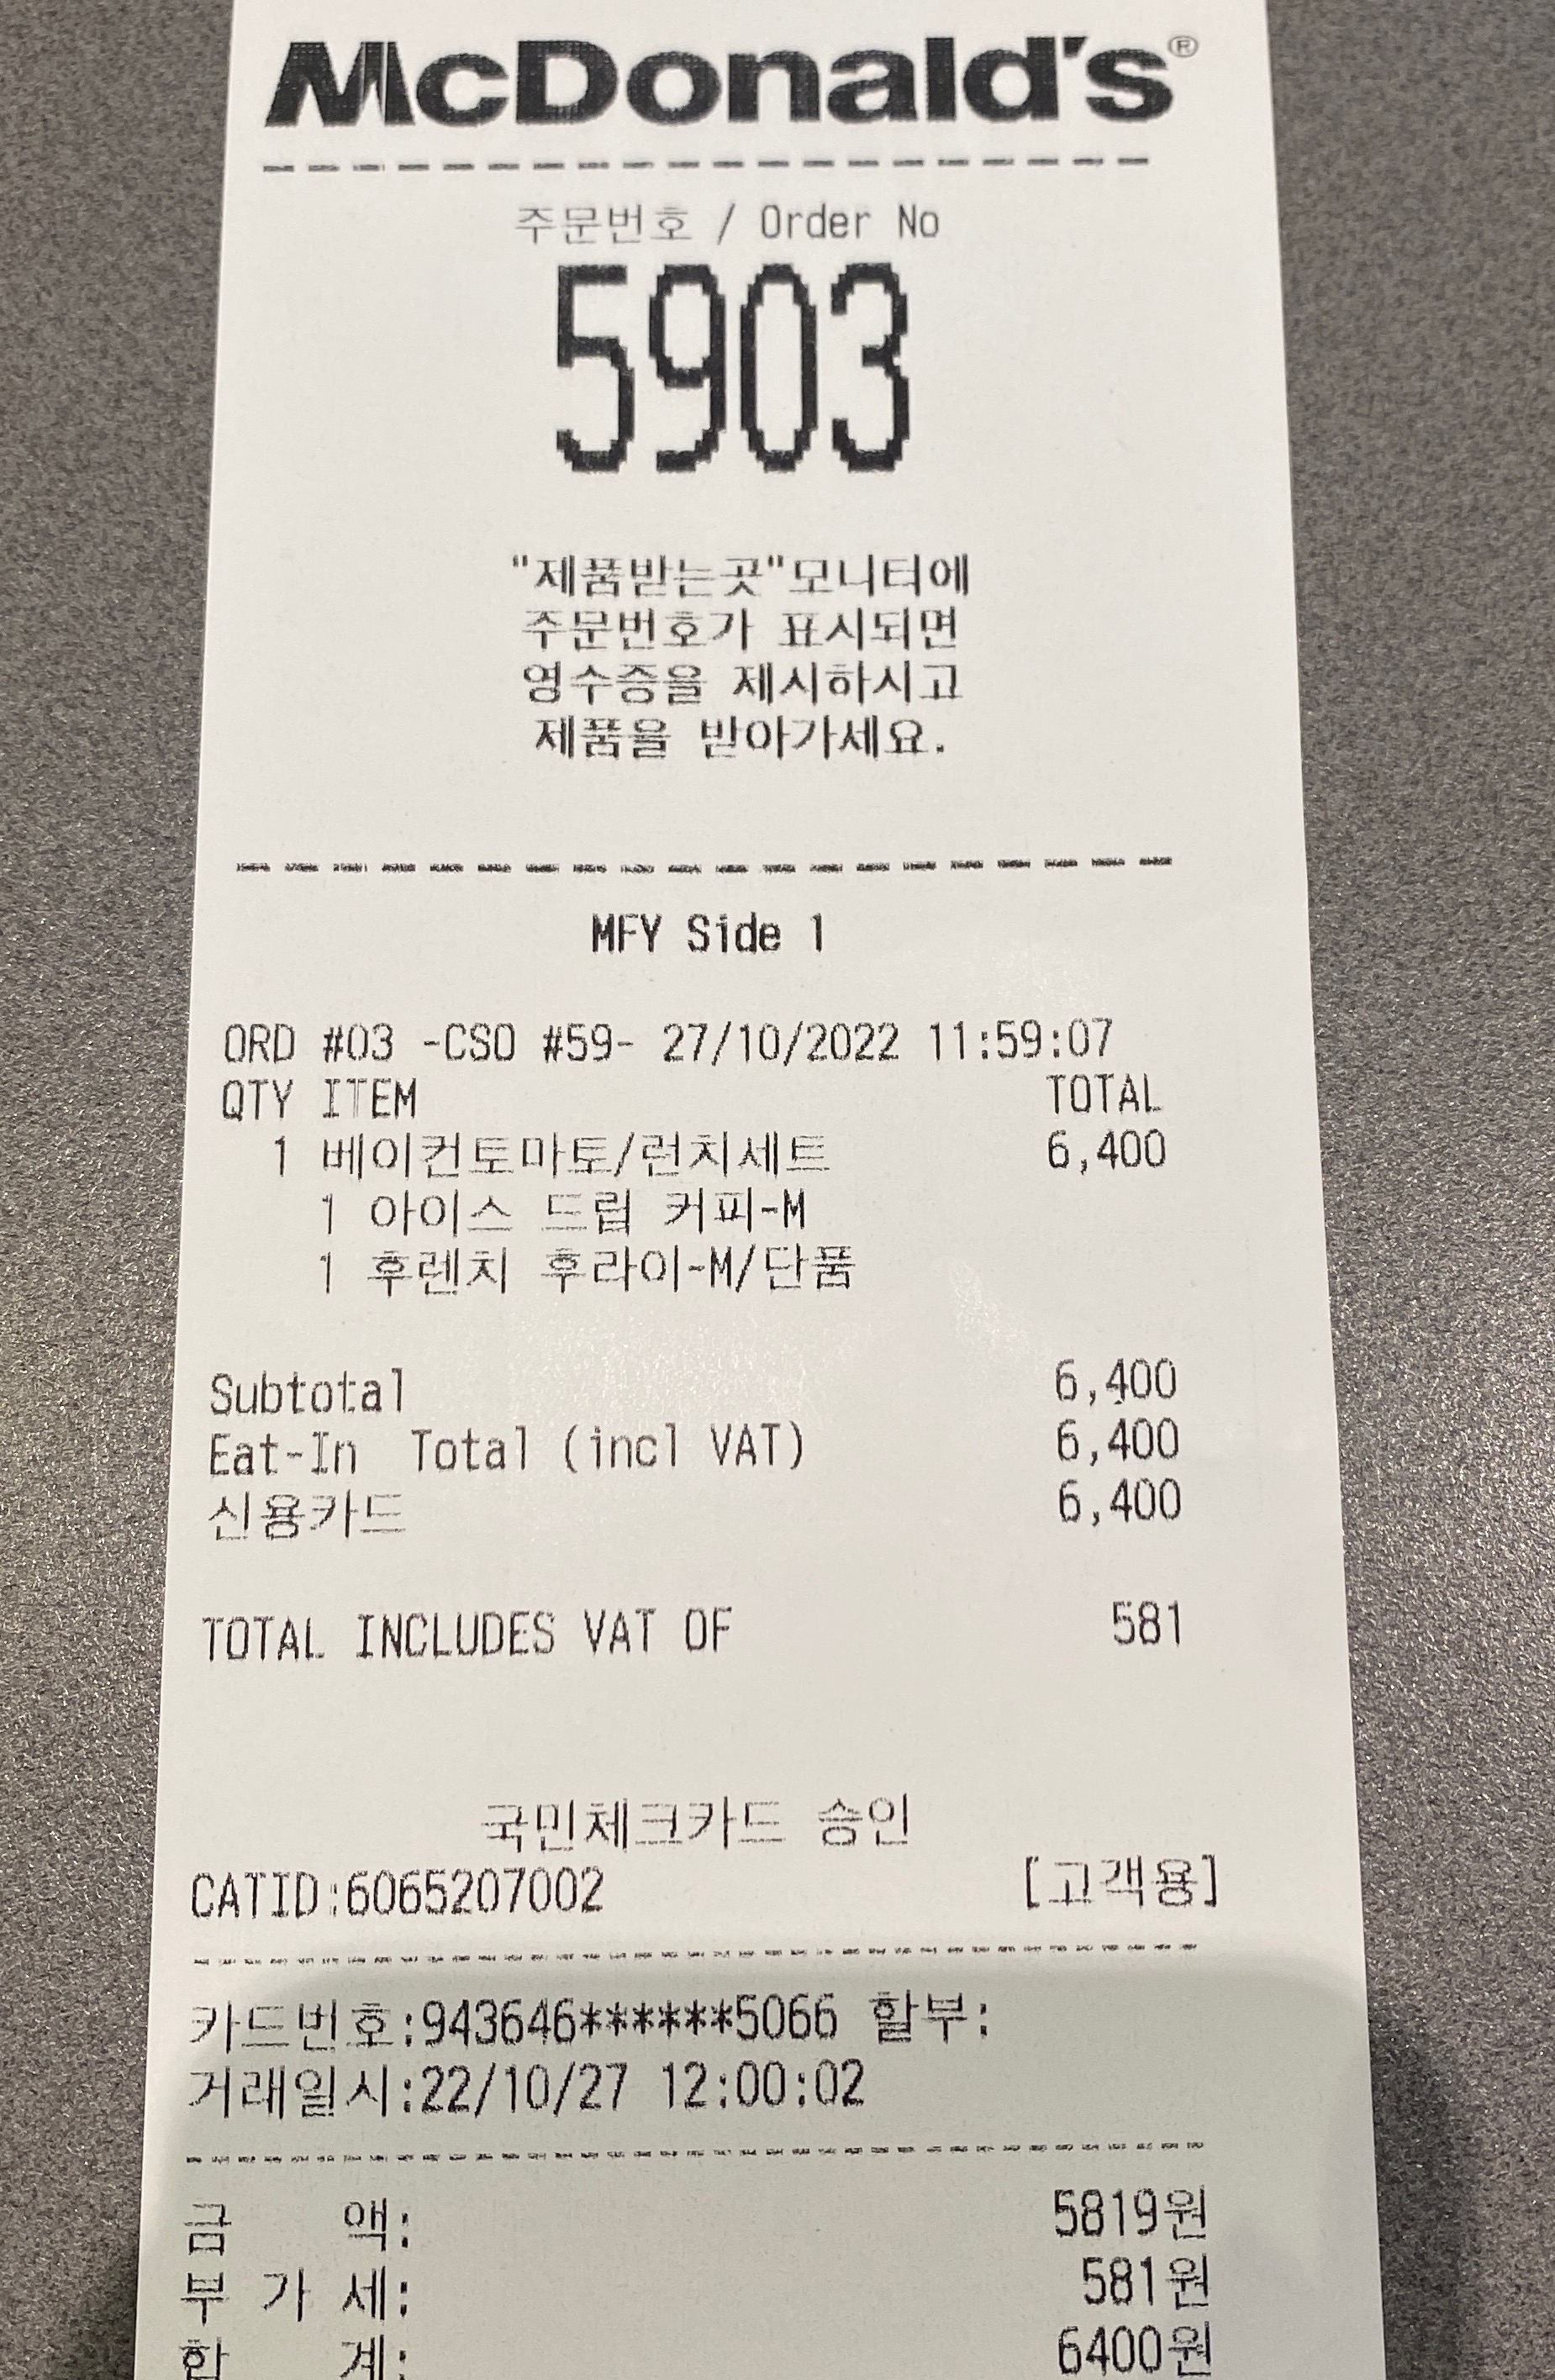 McDonald's®
주문번호 / Order No
5903
"제품받는곳"모니터에
주문번호가 표시되면
영수증을 제시하시고
제품을 받아가세요.
MFY Side 1
ORD #03 -CSO #59- 27/10/2022 11:59:07
QTY ITEM TOTAL
1 베이컨토마토/런치세트 6,400
1 아이스 드립 커피-M
1 후렌치 후라이-M/단품
Subtotal 6,400
Eat-In Total (incl VAT) 6,400
신용카드 6,400
TOTAL INCLUDES VAT OF 581
국민체크카드 승인
CATID:6065207002 [고객용]
카드번호:943646******5066 할부:
거래일시:22/10/27 12:00:02
금 액: 5819원
부 가 세: 581원
합 계: 6400원